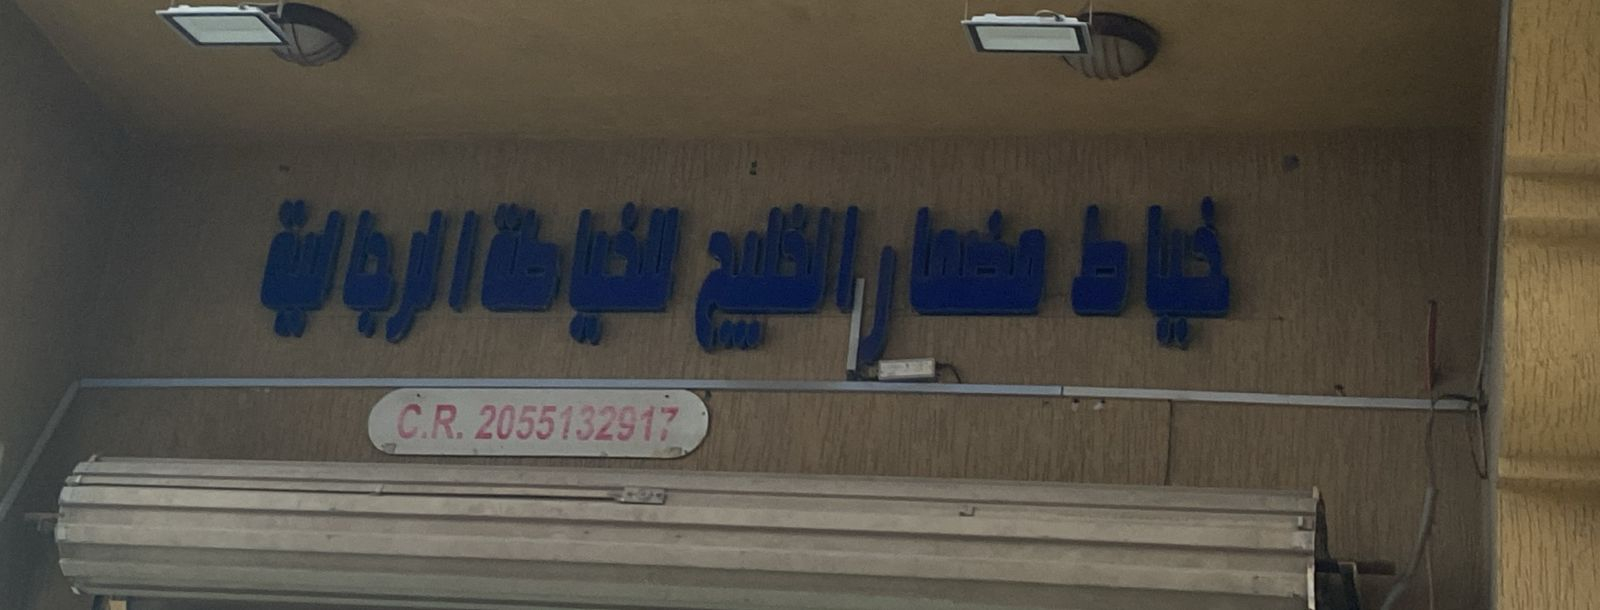 خياط مضمار الخليج للخياطة الرجالية
C.R. 2055132917